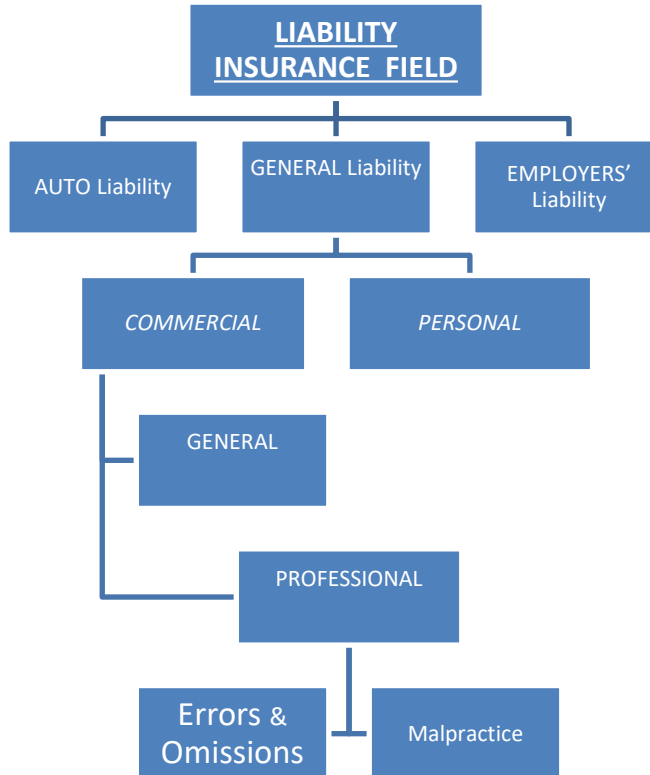 LIABILITY
INSURANCE FIELD
AUTO Liability
GENERAL Liability
EMPLOYERS’
Liability
COMMERCIAL
PERSONAL
GENERAL
PROFESSIONAL
Errors &
Omissions
Malpractice